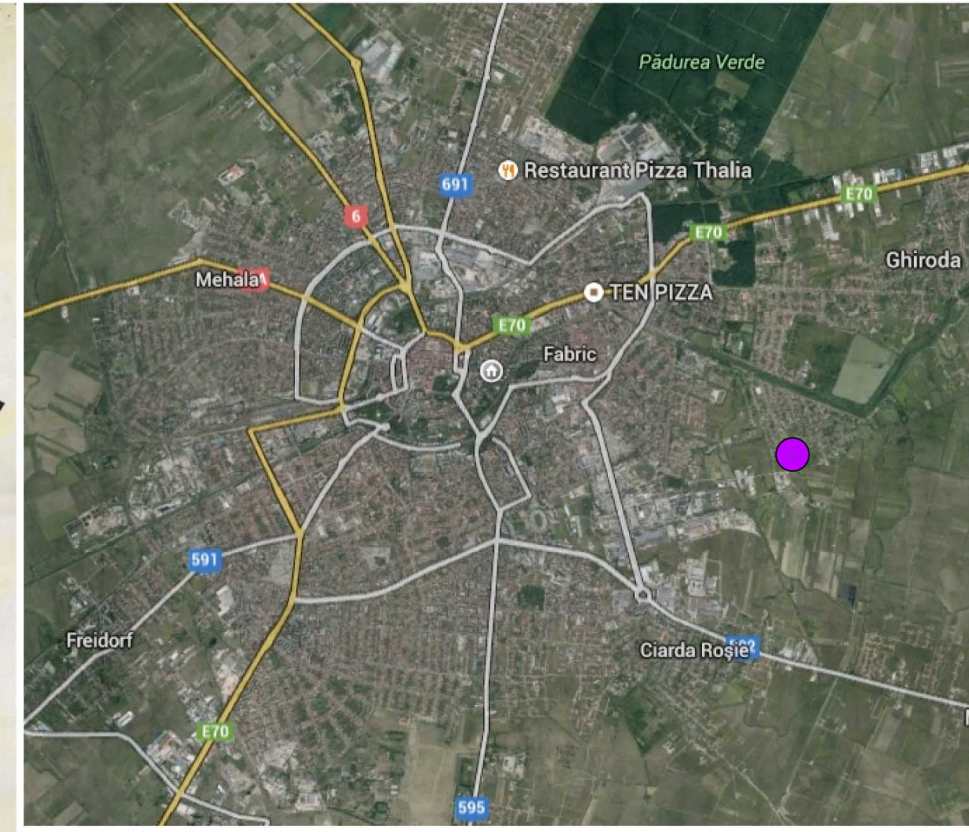 Pădurea Verde
Restaurant Pizza Thalia
691
E70
6
E70
Ghiroda
Mehala
TEN PIZZA
E70
Fabric
591
Freidorf
Ciarda Roșie
E70
595